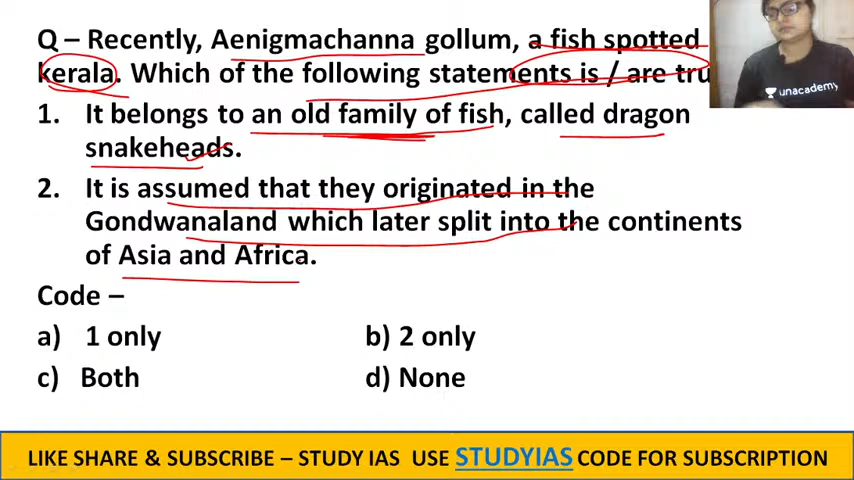 Q – Recently, Aenigmachanna gollum, a fish spotted
kerala. Which of the following statements is / are tru
unacademy
1. It belongs to an old family of fish, called dragon
snakeheads.
2. It is assumed that they originated in the
Gondwanaland which later split into the continents
of Asia and Africa.
Code –
a) 1 only b) 2 only
c) Both d) None
LIKE SHARE & SUBSCRIBE – STUDY IAS USE STUDYIAS CODE FOR SUBSCRIPTION